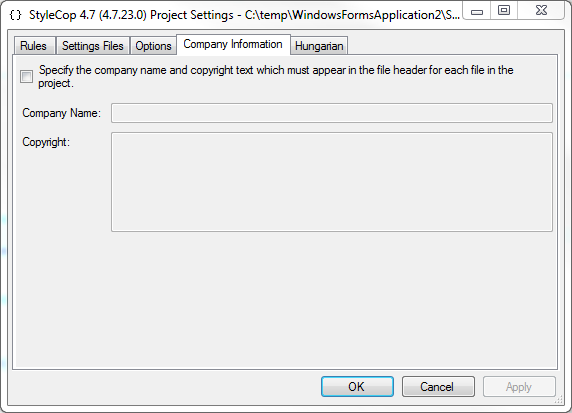 {} StyleCop 4.7 (4.7.23.0) Project Settings - C:\temp\WindowsFormsApplication2\S...
Rules Settings Files Options Company Information Hungarian
Specify the company name and copyright text which must appear in the file header for each file in the
project.
Company Name:
Copyright:
OK Cancel Apply